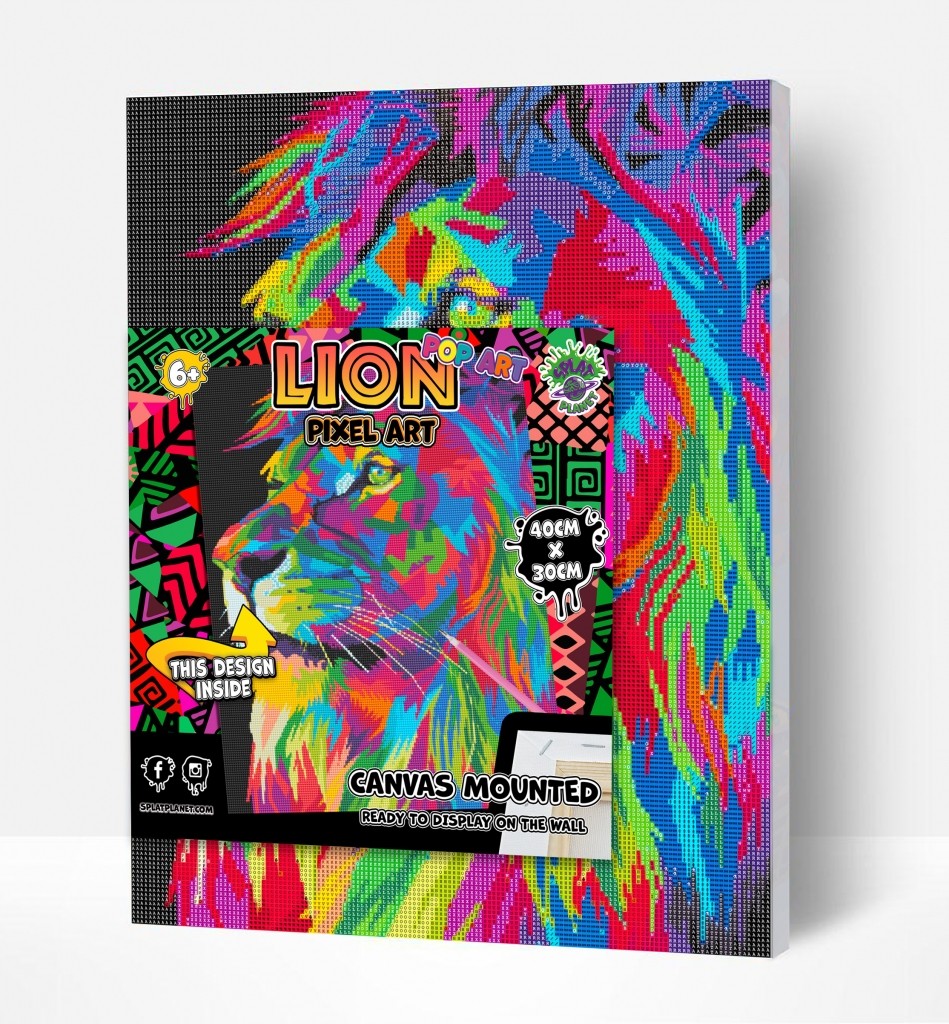 6+
LION
POP ART
PIXEL ART
SPLAT
PLANET
40CM
X
30CM
THIS DESIGN
INSIDE
SPLATPLANET.COM
CANVAS MOUNTED
READY TO DISPLAY ON THE WALL